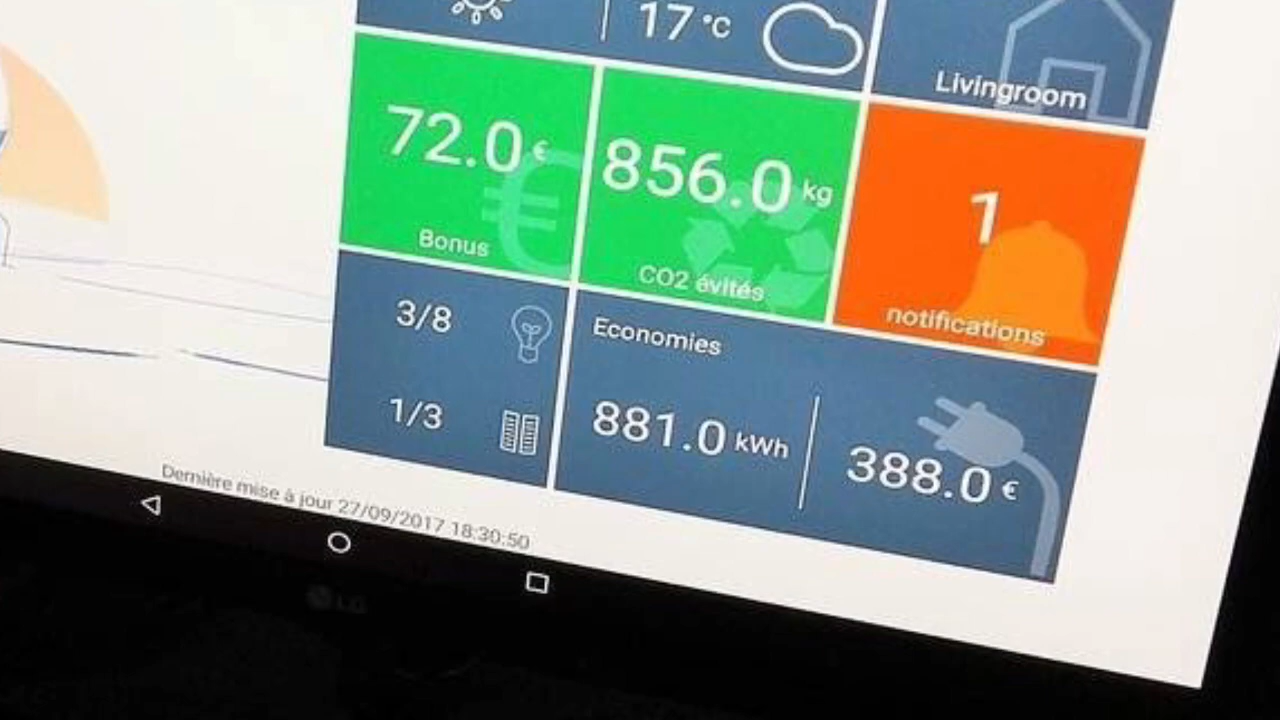 17 °C
Livingroom
72.0 €
Bonus
856.0 kg
CO2 évités
1
notifications
3/8
1/3
Economies
881.0 kWh
388.0 €
Dernière mise à jour 27/09/2017 18:30:50
LG